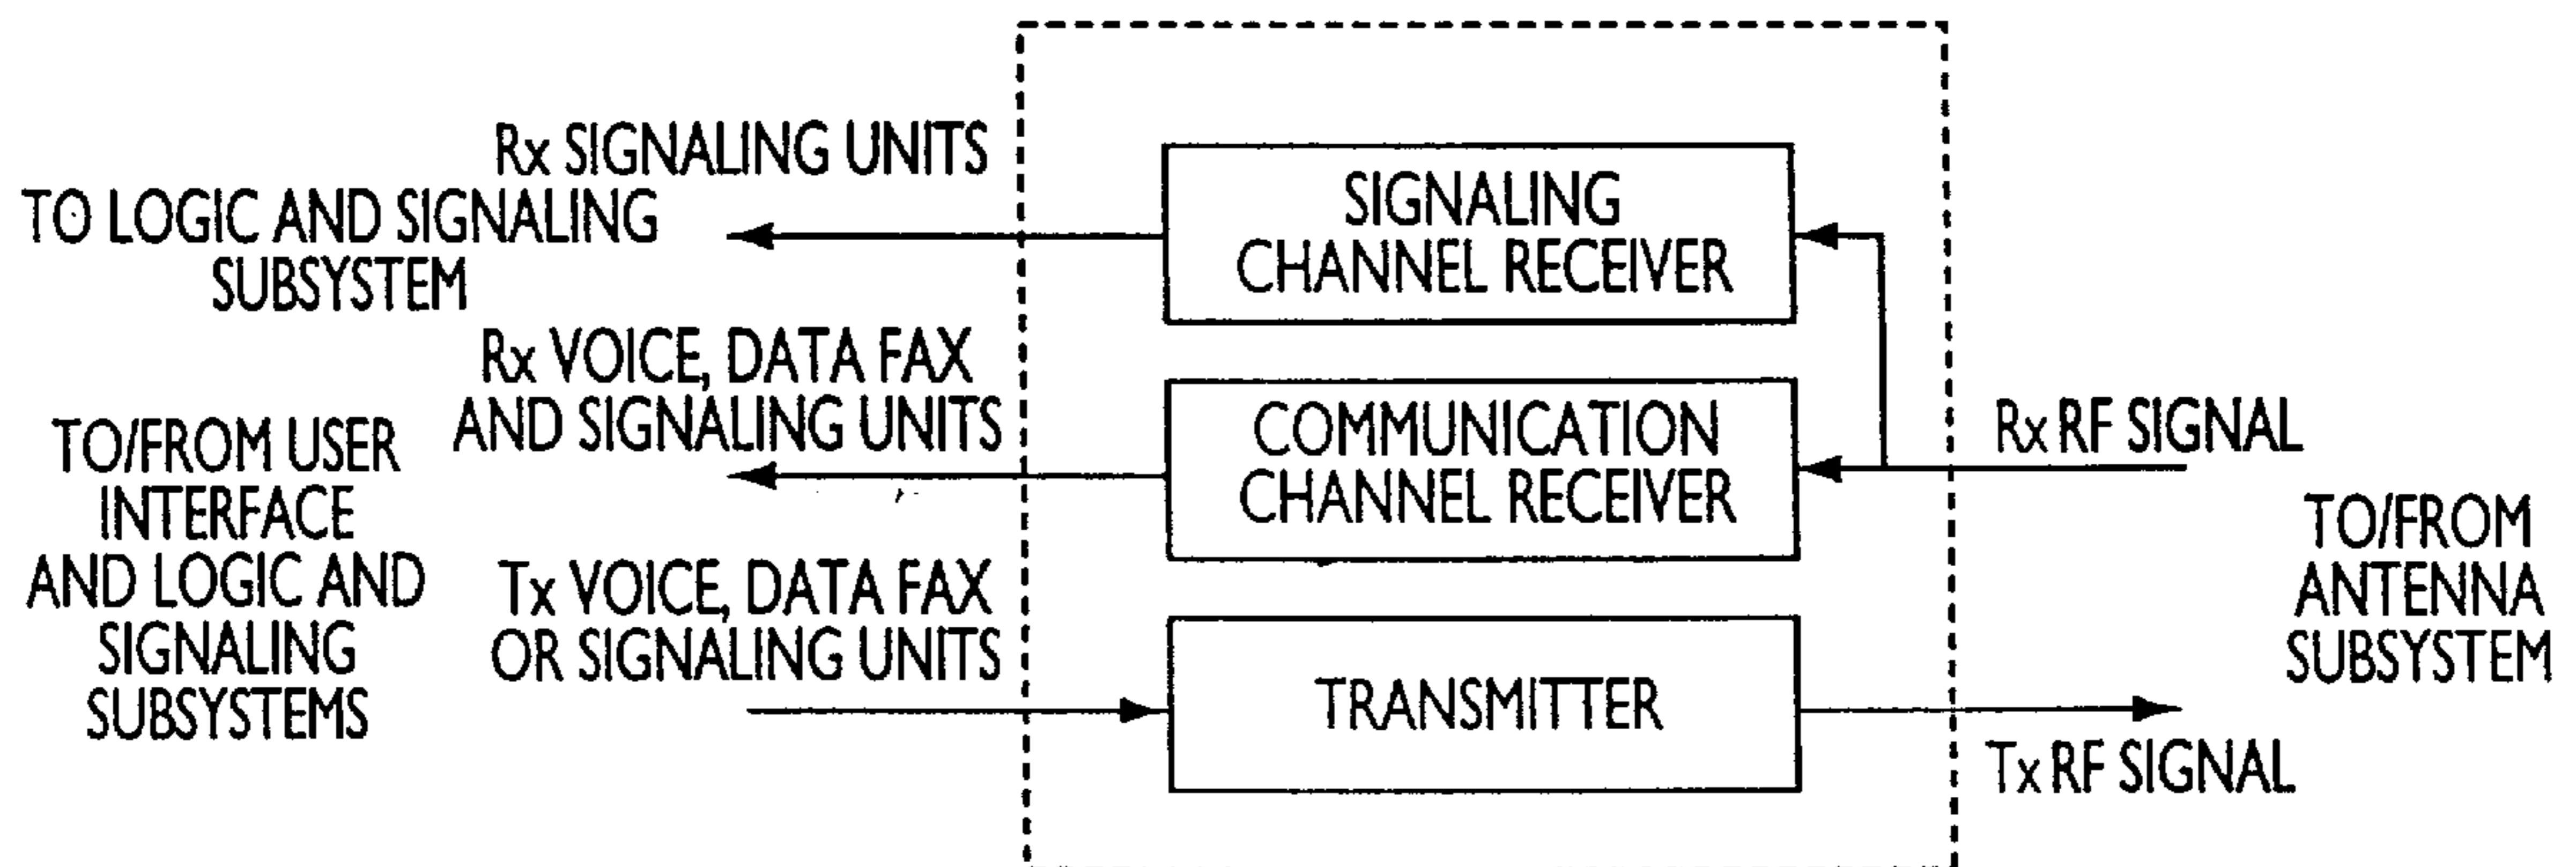 Rx SIGNALING UNITS
TO LOGIC AND SIGNALING
SUBSYSTEM
SIGNALING
CHANNEL RECEIVER
Rx VOICE, DATA FAX
AND SIGNALING UNITS
TO/FROM USER
INTERFACE
AND LOGIC AND
SIGNALING
SUBSYSTEMS
COMMUNICATION
CHANNEL RECEIVER
Rx RF SIGNAL
TO/FROM
ANTENNA
SUBSYSTEM
Tx VOICE, DATA FAX
OR SIGNALING UNITS
TRANSMITTER
Tx RF SIGNAL